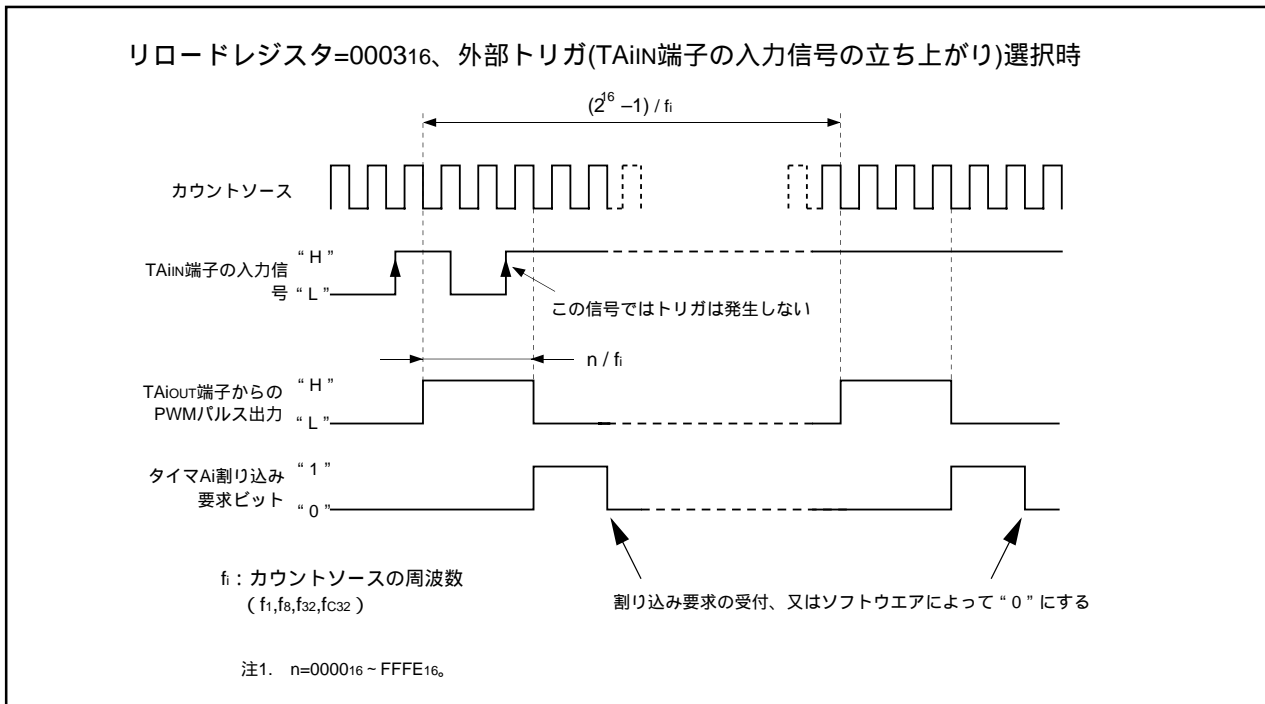 リロードレジスタ=000316、外部トリガ(TAiIN端子の入力信号の立ち上がり)選択時
(216 –1) / fi
カウントソース
TAiIN端子の入力信
号
“ H ”
“ L ”
この信号ではトリガは発生しない
n / fi
TAiOUT端子からの
PWMパルス出力
“ H ”
“ L ”
タイマAi割り込み
要求ビット
“ 1 ”
“ 0 ”
fi : カウントソースの周波数
( f1,f8,f32,fC32 )
割り込み要求の受付、又はソフトウエアによって “ 0 ” にする
注1. n=000016 ~ FFFE16。